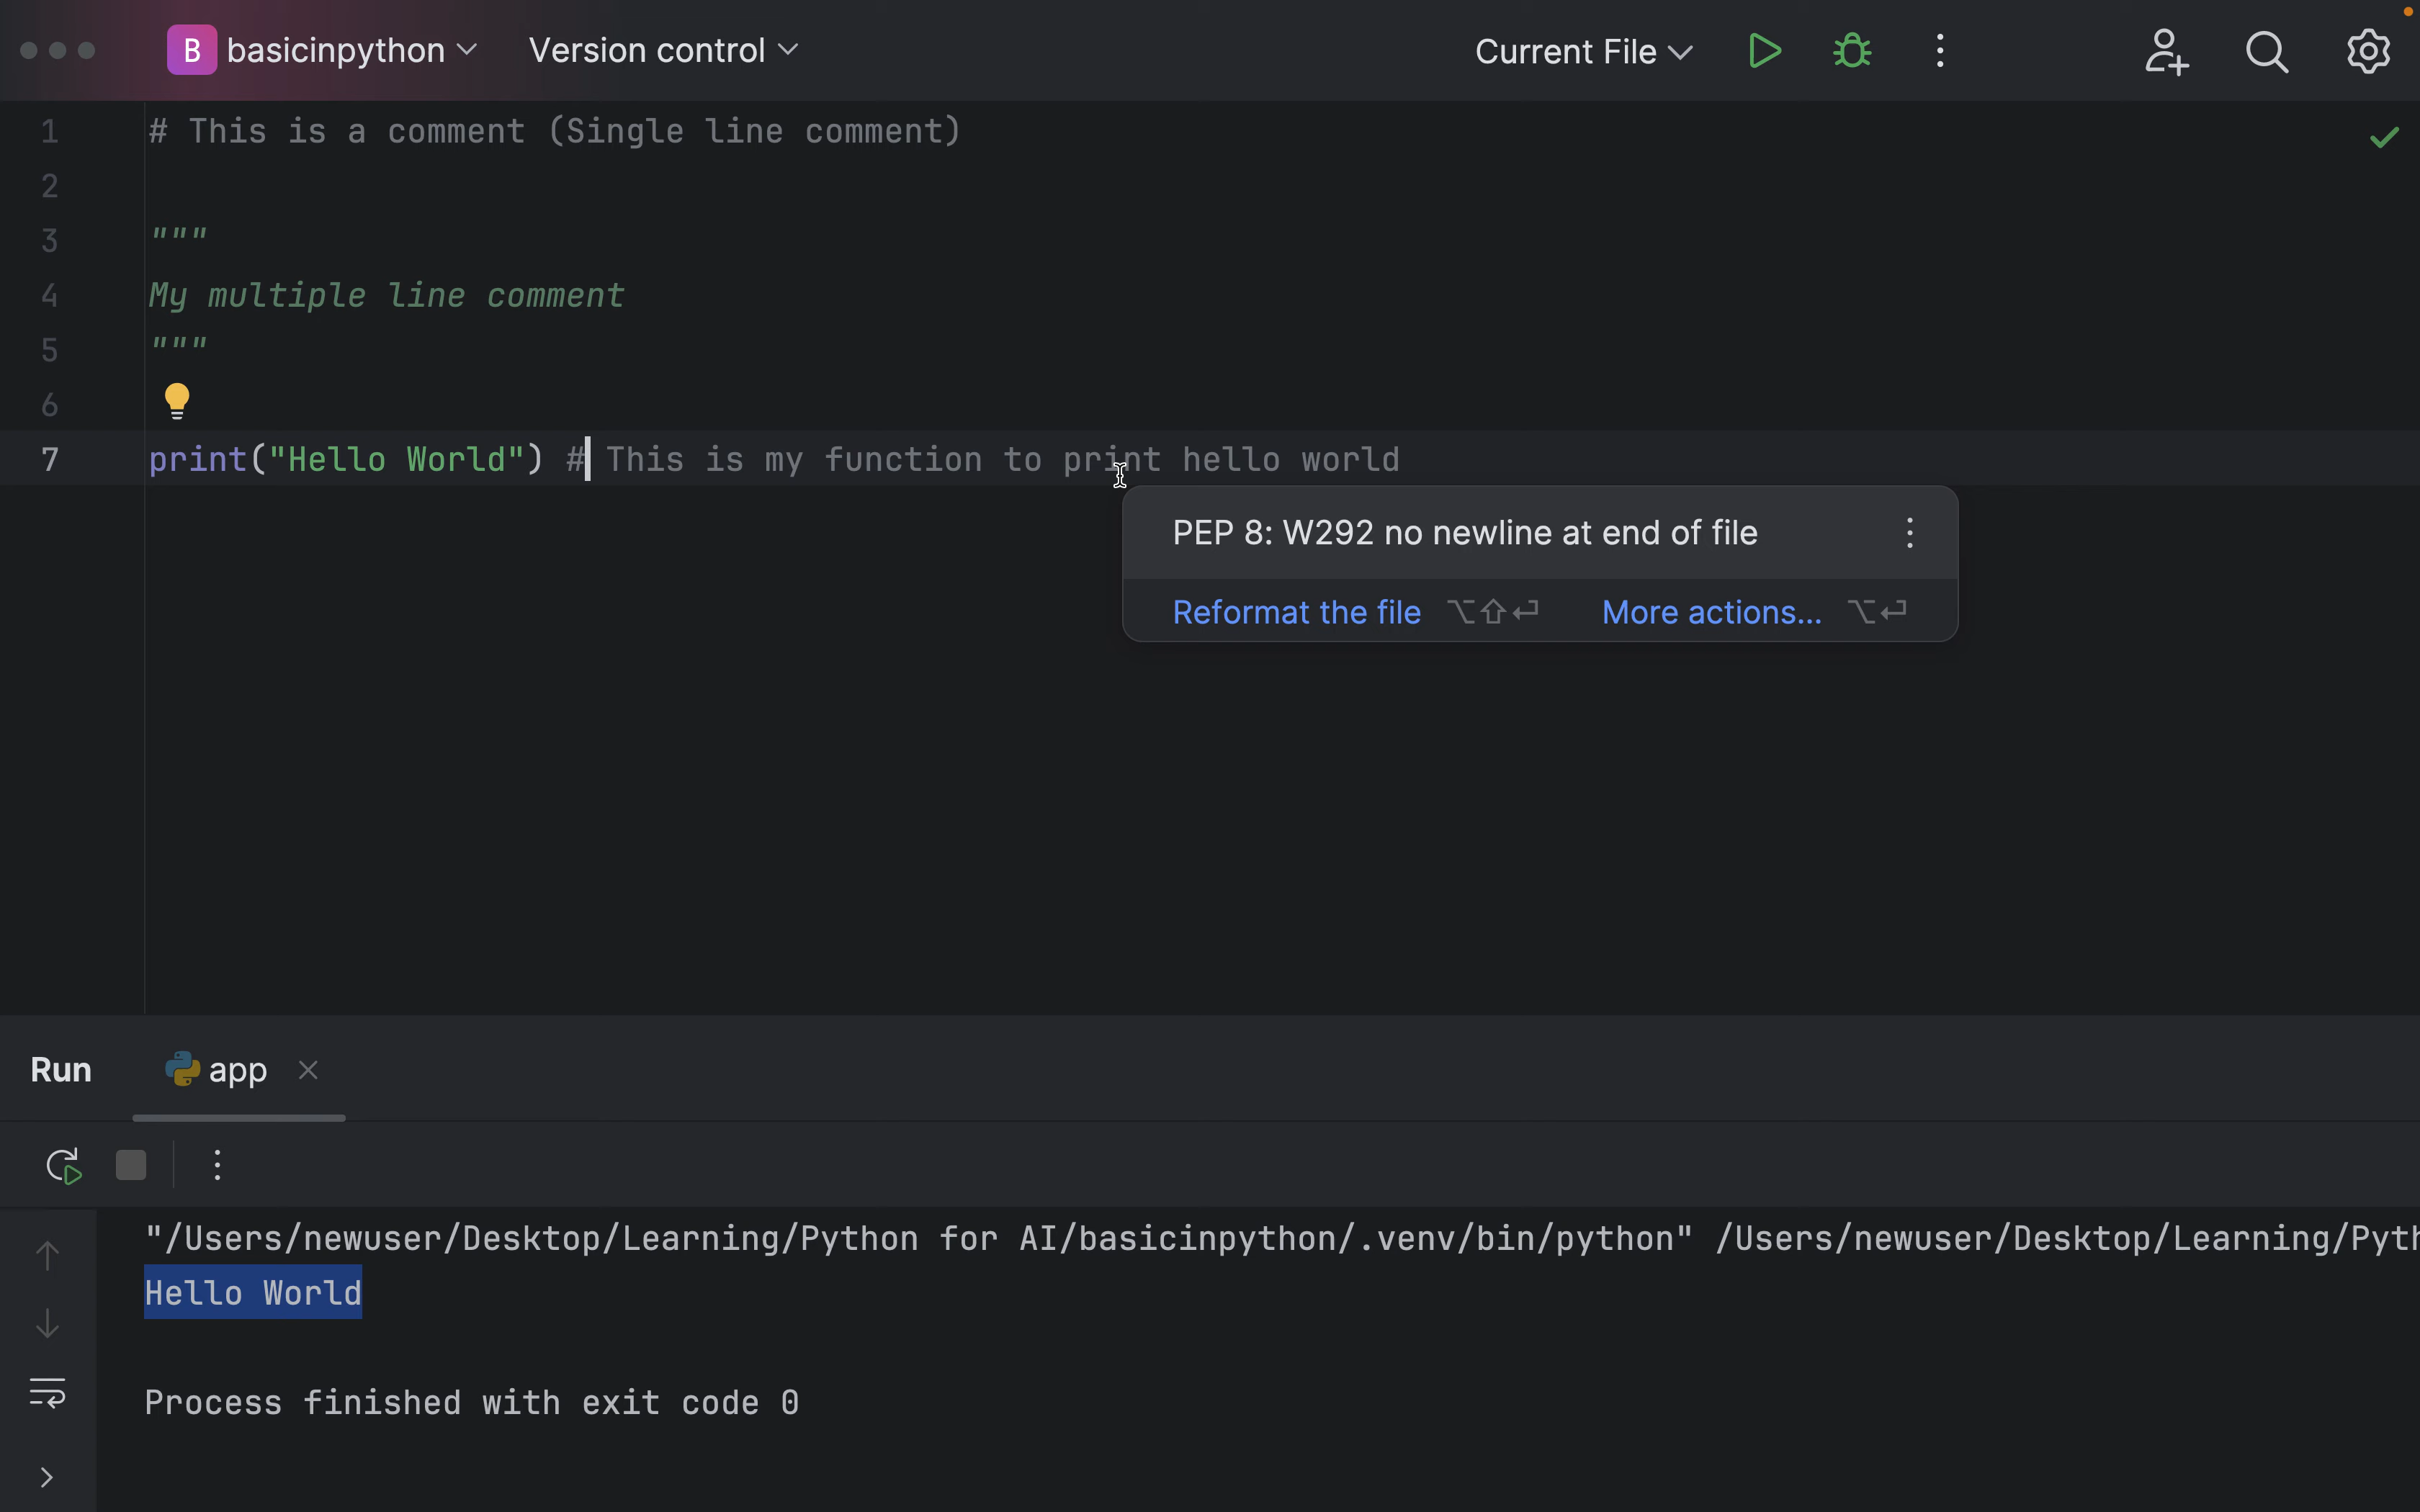 B basicinpython Version control Current File
1 # This is a comment (Single line comment)
2
3 """
4 My multiple line comment
5 """
6
7 print("Hello World") # This is my function to print hello world
PEP 8: W292 no newline at end of file
Reformat the file ⌥⇧⏎ More actions... ⌥⏎
Run app
"/Users/newuser/Desktop/Learning/Python for AI/basicinpython/.venv/bin/python" /Users/newuser/Desktop/Learning/Pyth
Hello World
Process finished with exit code 0